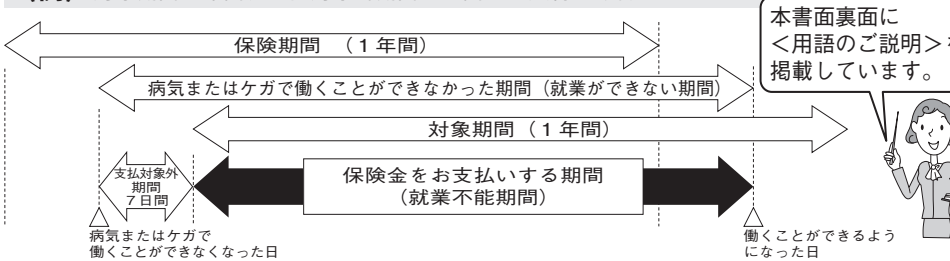 本書面裏面に
＜用語のご説明＞を
掲載しています。
保険期間 （１年間）
病気またはケガで働くことができなかった期間（就業ができない期間）
対象期間（１年間）
支払対象外
期間
７日間
保険金をお支払いする期間
（就業不能期間）
病気またはケガで
働くことができなくなった日
働くことができるよう
になった日